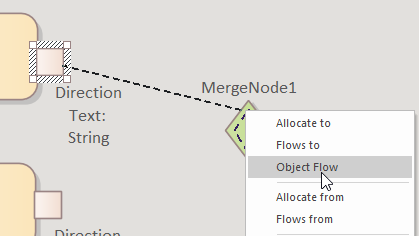 MergeNode1
Direction
Text:
String
Allocate to
Flows to
Object Flow
Allocate from
Flows from
Direction